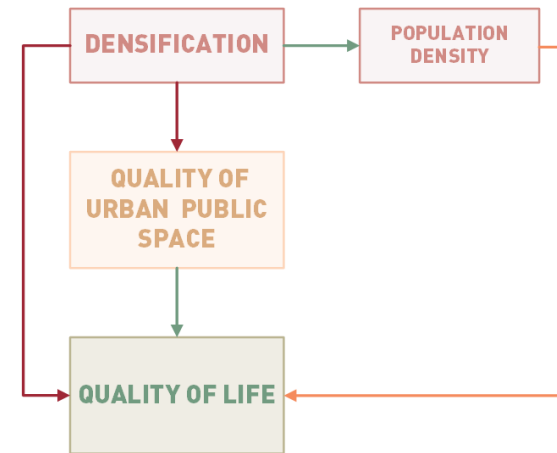 DENSIFICATION
POPULATION
DENSITY
QUALITY OF
URBAN PUBLIC
SPACE
QUALITY OF LIFE